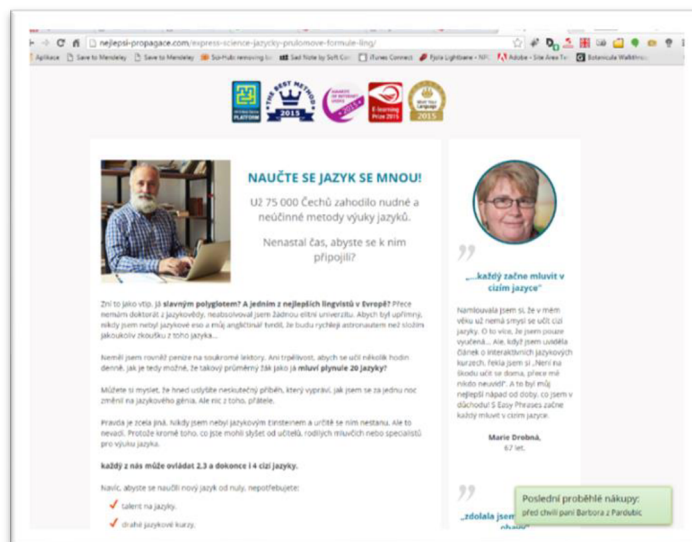 nejlepsi-propagace.com/express-science-jazycky-prulomove-formule-ling/
Aplikace Save to Mendeley Save to Mendeley Sad Note by Soft Con iTunes Connect
PLATFORM
THE BEST METHOD
2015
2015
E-learning
Prize 2015
Language
2015
NAUČTE SE JAZYK SE MNOU!
Už 75 000 Čechů zahodilo nudné a
neúčinné metody výuky jazyků.
Nenastal čas, abyste se k nim
připojili?
Zní to jako vtip. Já slavným polyglotem? A jedním z nejlepších lingvistů v Evropě? Přece
nemám doktorát z jazykovědy, neabsolvoval jsem žádnou elitní univerzitu. Abych byl upřímný,
nikdy jsem nebyl jazykové eso a můj angličtinář tvrdil, že budu rychleji astronautem než složím
jakoukoliv zkoušku z toho jazyka...
Neměl jsem rovněž peníze na soukromé lektory. Ani trpělivost, abych se učil několik hodin
denně. Jak je tedy možné, že takový průměrný žák jako já mluví plynule 20 jazyky?
Můžete si myslet, že hned uslyšíte neskutečný příběh, který vypráví, jak jsem se za jednu noc
změnil na jazykového génia. Ale nic z toho, přátele.
Pravda je zcela jiná. Nikdy jsem nebyl jazykovým Einsteinem a určitě se ním nestanu. Ale to
nevadí. Protože kromě toho, co jste mohli slyšet od učitelů, rodilých mluvčích nebo specialistů
pro výuku jazyka,
každý z nás může ovládat 2,3 a dokonce i 4 cizí jazyky.
Navíc, abyste se naučili nový jazyk od nuly, nepotřebujete:
talent na jazyky,
drahé jazykové kurzy,
„...každý začne mluvit v
cizím jazyce"
Namlouvala jsem si, že v mém
věku už nemá smysl se učit cizí
jazyky. O to více, že jsem pouze
vyučená... Ale, když jsem uviděla
článek o interaktivních jazykových
kurzech, řekla jsem si „Není na
škodu učit se doma, přece mě
nikdo neuvidí". A to byl můj
nejlepší nápad od doby, co jsem v
důchodu! S Easy Phrases začne
každý mluvit v cizím jazyce.
Marie Drobná,
67 let.
„zdolala jsem
Poslední proběhlé nákupy:
před chvílí paní Barbora z Pardubic